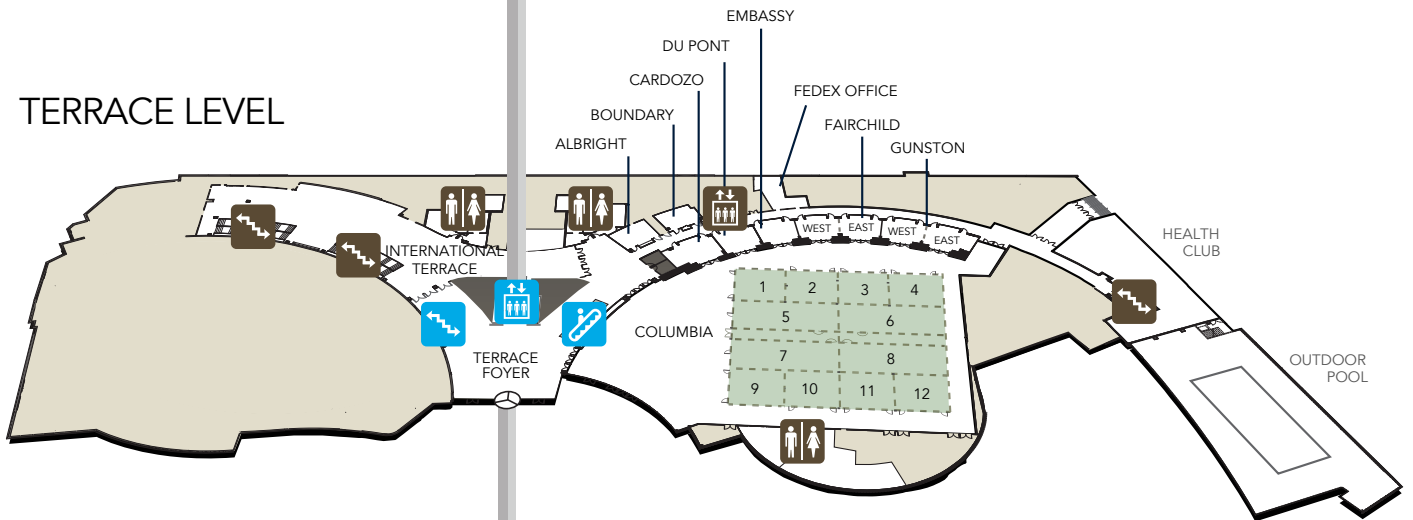 EMBASSY
DU PONT
CARDOZO
FEDEX OFFICE
TERRACE LEVEL
BOUNDARY
FAIRCHILD
ALBRIGHT
GUNSTON
WEST
EAST
WEST
EAST
HEALTH
CLUB
INTERNATIONAL
TERRACE
1
2
3
4
5
6
COLUMBIA
7
8
TERRACE
FOYER
OUTDOOR
POOL
9
10
11
12